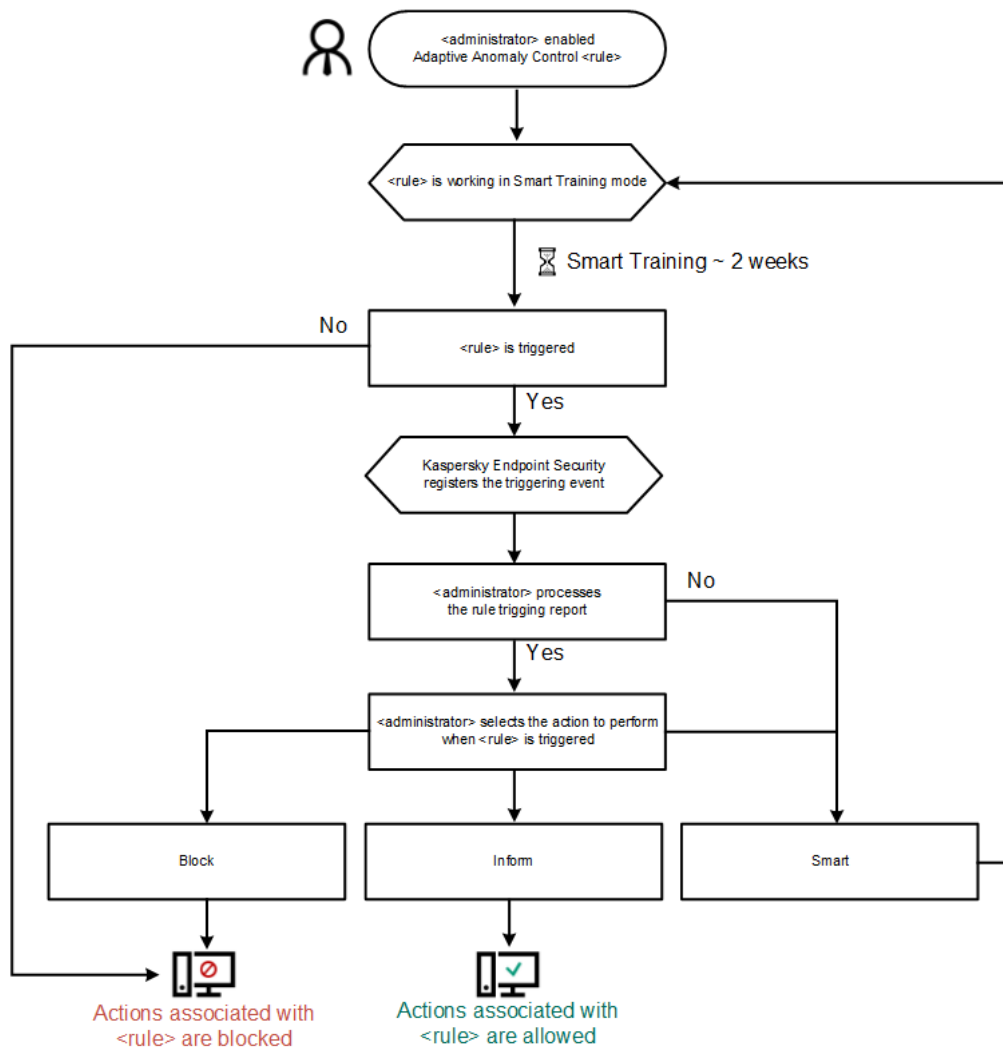 <administrator> enabled
Adaptive Anomaly Control <rule>
<rule> is working in Smart Training mode
Smart Training ~ 2 weeks
No
<rule> is triggered
Yes
Kaspersky Endpoint Security
registers the triggering event
<administrator> processes
the rule trigging report
No
Yes
<administrator> selects the action to perform
when <rule> is triggered
Block
Inform
Smart
Actions associated with
<rule> are blocked
Actions associated with
<rule> are allowed